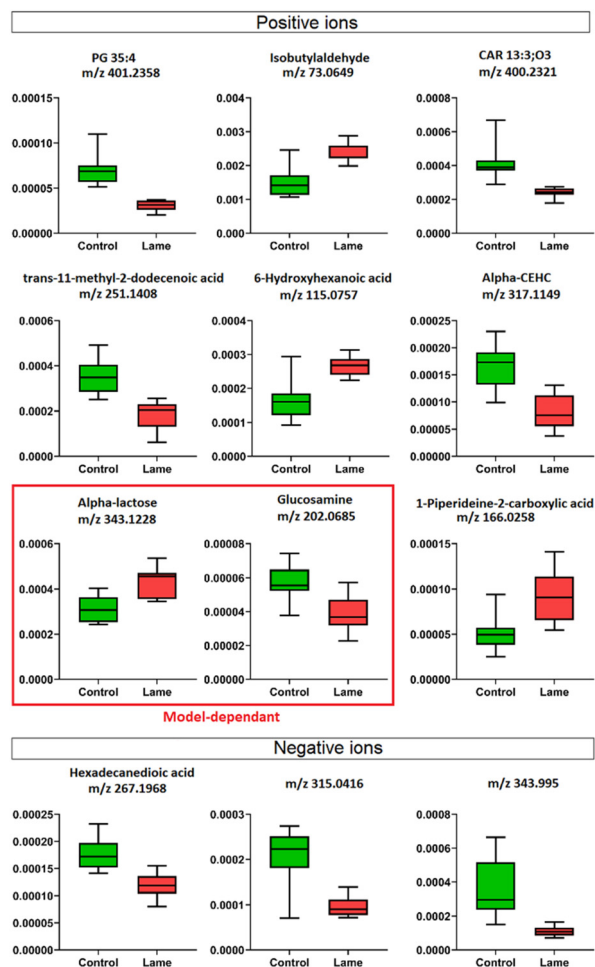 Positive ions
PG 35:4
m/z 401.2358
0.00015
0.00010
0.00005
0.00000
Control Lame
Isobutylaldehyde
m/z 73.0649
0.004
0.003
0.002
0.001
0.000
Control Lame
CAR 13:3;O3
m/z 400.2321
0.0008
0.0006
0.0004
0.0002
0.0000
Control Lame
trans-11-methyl-2-dodecenoic acid
m/z 251.1408
0.0006
0.0004
0.0002
0.0000
Control Lame
6-Hydroxyhexanoic acid
m/z 115.0757
0.0004
0.0003
0.0002
0.0001
0.0000
Control Lame
Alpha-CEHC
m/z 317.1149
0.00025
0.00020
0.00015
0.00010
0.00005
0.00000
Control Lame
Alpha-lactose
m/z 343.1228
0.0006
0.0004
0.0002
0.0000
Control Lame
Glucosamine
m/z 202.0685
0.00008
0.00006
0.00004
0.00002
0.00000
Control Lame
1-Piperideine-2-carboxylic acid
m/z 166.0258
0.00015
0.00010
0.00005
0.00000
Control Lame
Model-dependant
Negative ions
Hexadecanedioic acid
m/z 267.1968
0.00025
0.00020
0.00015
0.00010
0.00005
0.00000
Control Lame
m/z 315.0416
0.0003
0.0002
0.0001
0.0000
Control Lame
m/z 343.995
0.0008
0.0006
0.0004
0.0002
0.0000
Control Lame